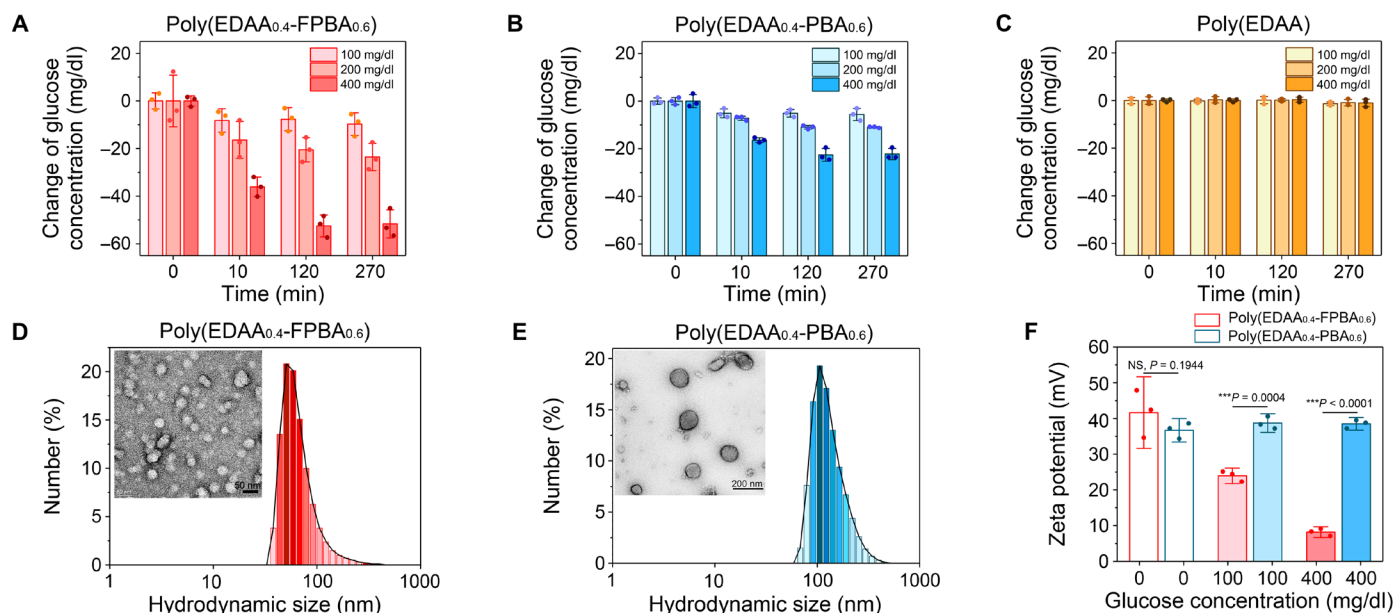 A
Poly(EDAA0.4-FPBA0.6)
Change of glucose
concentration (mg/dl)
20
0
−20
−40
−60
100 mg/dl
200 mg/dl
400 mg/dl
0 10 120 270
Time (min)
B
Poly(EDAA0.4-PBA0.6)
Change of glucose
concentration (mg/dl)
20
0
−20
−40
−60
100 mg/dl
200 mg/dl
400 mg/dl
0 10 120 270
Time (min)
C
Poly(EDAA)
Change of glucose
concentration (mg/dl)
20
0
−20
−40
−60
100 mg/dl
200 mg/dl
400 mg/dl
0 10 120 270
Time (min)
D
Poly(EDAA0.4-FPBA0.6)
Number (%)
20
15
10
5
0
50 nm
1 10 100 1000
Hydrodynamic size (nm)
E
Poly(EDAA0.4-PBA0.6)
Number (%)
20
15
10
5
0
200 nm
1 10 100 1000
Hydrodynamic size (nm)
F
Poly(EDAA0.4-FPBA0.6)
Poly(EDAA0.4-PBA0.6)
Zeta potential (mV)
60
50
40
30
20
10
0
NS, P = 0.1944
***P = 0.0004
***P < 0.0001
0 0 100 100 400 400
Glucose concentration (mg/dl)